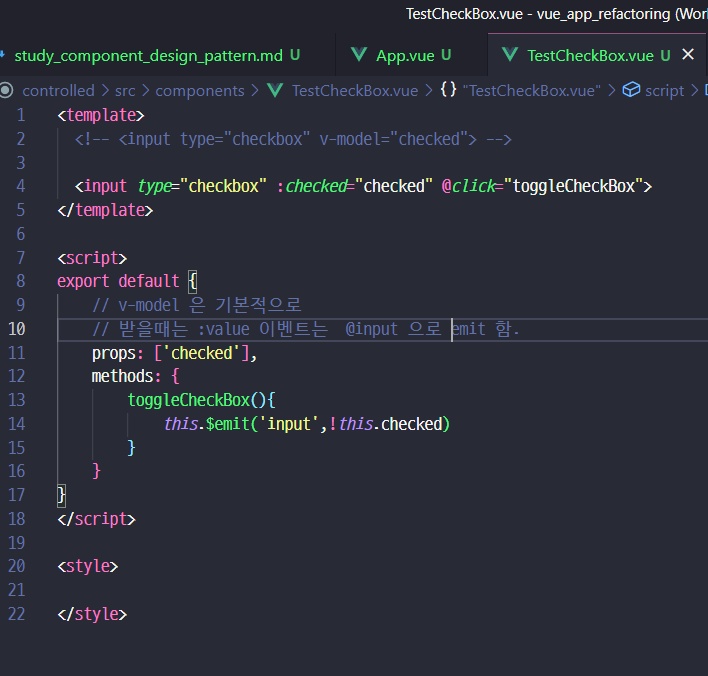 TestCheckBox.vue - vue_app_refactoring (Wor
study_component_design_pattern.md U App.vue U TestCheckBox.vue U ×
controlled > src > components > TestCheckBox.vue > {} "TestCheckBox.vue" > script >
1 <template>
2 <!-- <input type="checkbox" v-model="checked"> -->
3
4 <input type="checkbox" :checked="checked" @click="toggleCheckBox">
5 </template>
6
7 <script>
8 export default {
9 // v-model 은 기본적으로
10 // 받을때는 :value 이벤트는  @input 으로 emit 함.
11 props: ['checked'],
12 methods: {
13 toggleCheckBox(){
14 this.$emit('input',!this.checked)
15 }
16 }
17 }
18 </script>
19
20 <style>
21
22 </style>